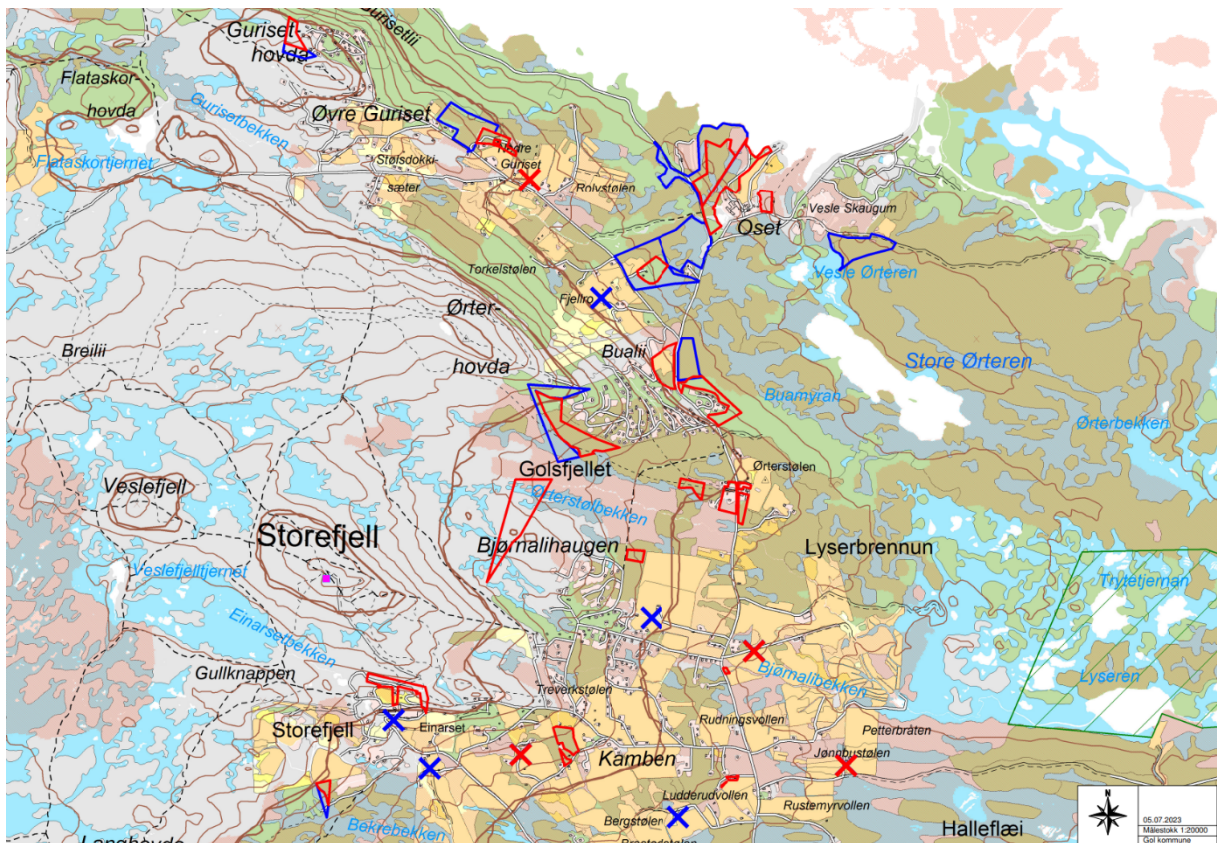 Guriset-
hovda
Gurisetlii
Flataskor-
hovda
Gurisetbekken
Øvre Guriset
Flataskortjernet
Stølsdokki-
sæter
Nedre
Guriset
Rolvstølen
Vesle Skaugum
Oset
Vesle Ørteren
Torkelstølen
Fjellro
Ørter-
hovda
Breilii
Bualii
Store Ørteren
Buamyran
Ørterbekken
Golsfjellet
Ørterstølen
Veslefjell
Ørterstølbekken
Storefjell
Bjørnalihaugen
Lyserbrennun
Veslefjelltjernet
Trytetjernan
Einarsetbekken
Gullknappen
Bjørnalibekken
Lyseren
Treverkstølen
Storefjell
Einarset
Rudningsvollen
Petterbråten
Kamben
Jønnbustølen
Ludderudvollen
Rustemyrvollen
Bergstølen
Bekrebekken
Halleflæi
Langhovda
N
05.07.2023
Målestokk 1:20000
Gol kommune